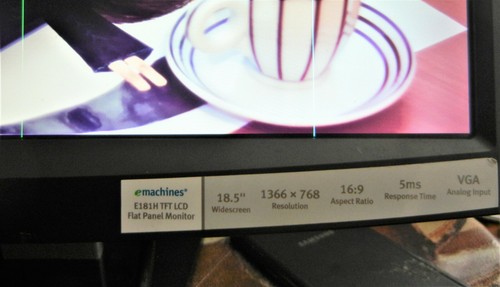 emachines®
E181H TFT LCD
Flat Panel Monitor
18.5"
Widescreen
1366 × 768
Resolution
16:9
Aspect Ratio
5ms
Response Time
VGA
Analog Input
SAMSUNG